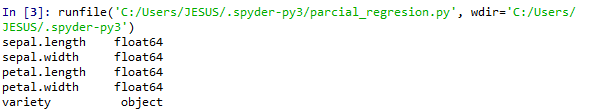 In [3]: runfile('C:/Users/JESUS/.spyder-py3/parcial_regresion.py', wdir='C:/Users/
JESUS/.spyder-py3')
sepal.length    float64
sepal.width     float64
petal.length    float64
petal.width     float64
variety          object